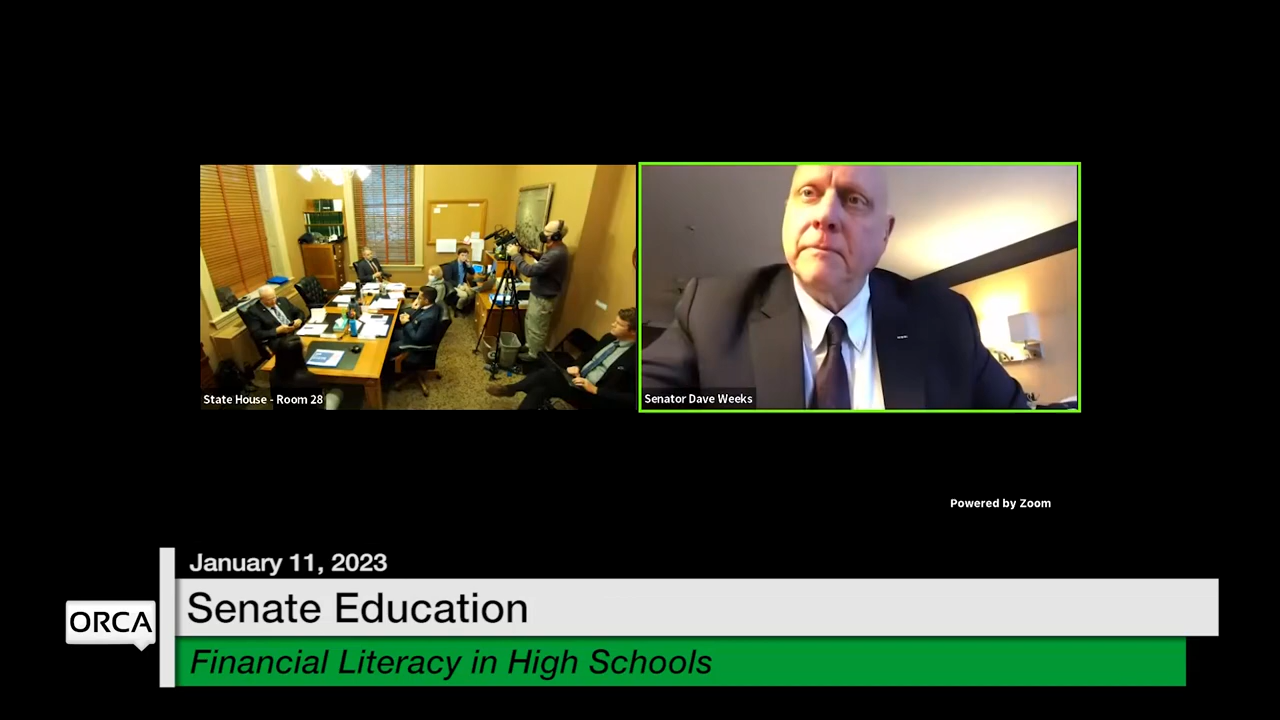 State House - Room 28
Senator Dave Weeks
Powered by Zoom
January 11, 2023
Senate Education
ORCA
Financial Literacy in High Schools